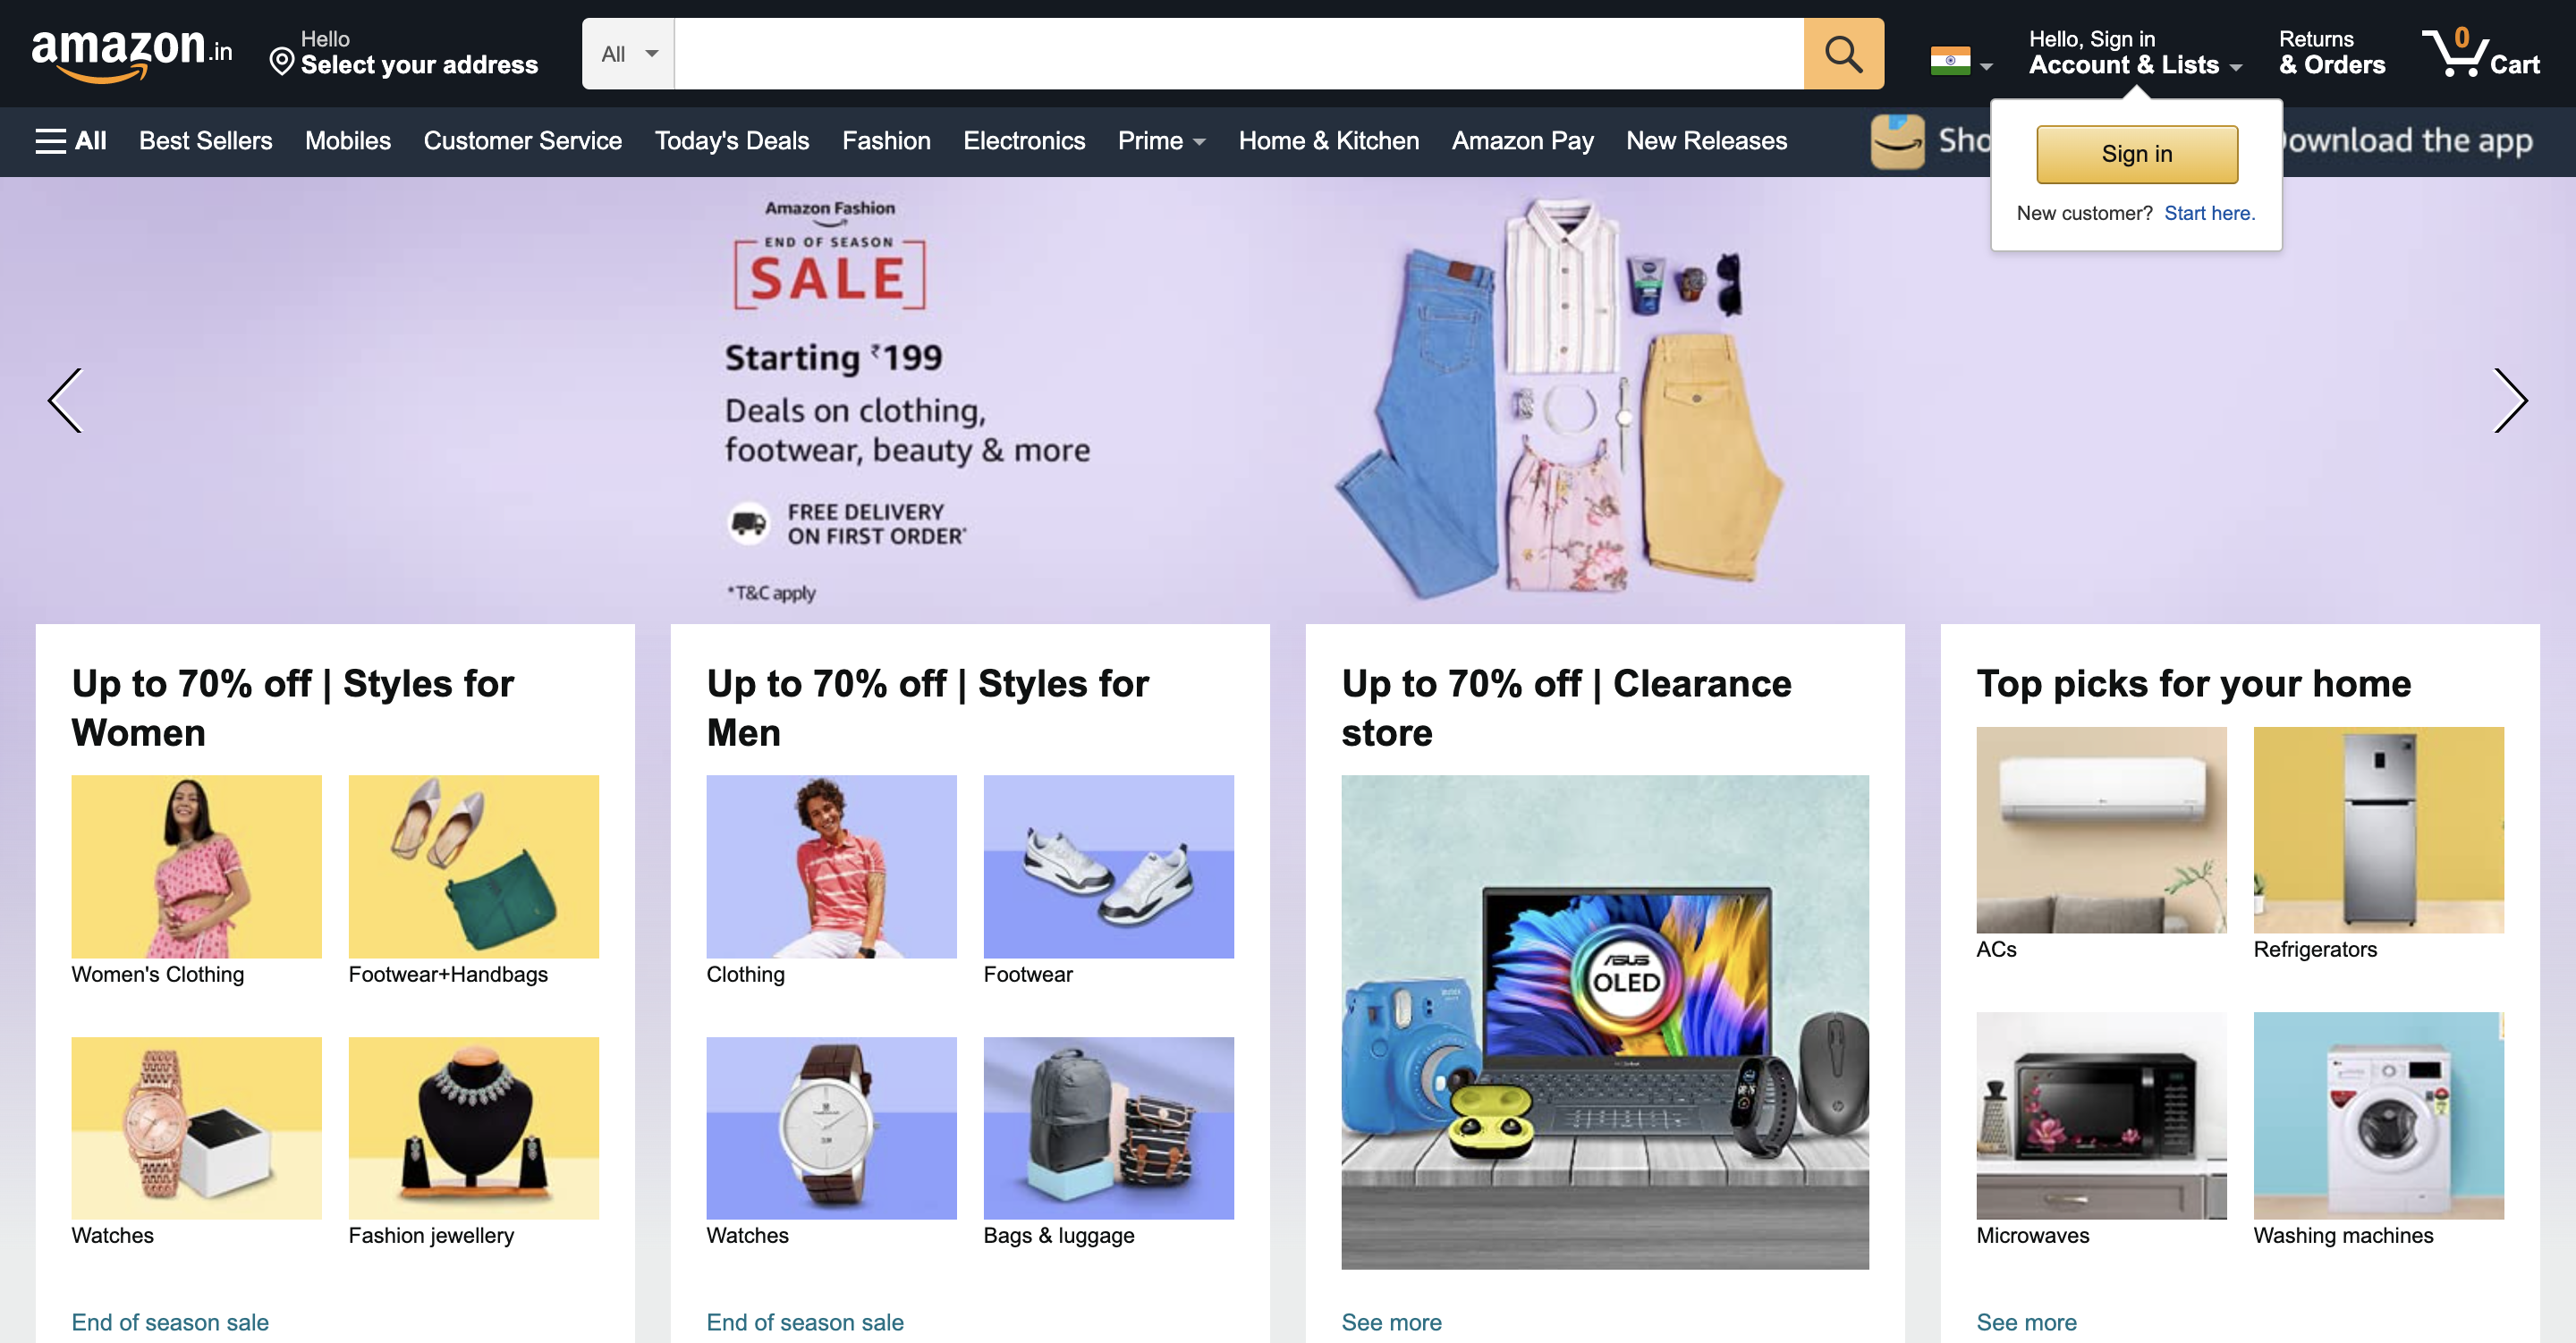 amazon.in
Hello
Select your address
All
Hello, Sign in
Account & Lists
Returns
& Orders
0
Cart
All
Best Sellers
Mobiles
Customer Service
Today's Deals
Fashion
Electronics
Prime
Home & Kitchen
Amazon Pay
New Releases
Sho
ownload the app
Sign in
New customer? Start here.
Amazon Fashion
END OF SEASON
SALE
Starting ₹199
Deals on clothing,
footwear, beauty & more
FREE DELIVERY
ON FIRST ORDER*
*T&C apply
Up to 70% off | Styles for
Women
Women's Clothing
Footwear+Handbags
Watches
Fashion jewellery
End of season sale
Up to 70% off | Styles for
Men
Clothing
Footwear
Watches
Bags & luggage
End of season sale
Up to 70% off | Clearance
store
ASUS
OLED
See more
Top picks for your home
ACs
Refrigerators
Microwaves
Washing machines
See more